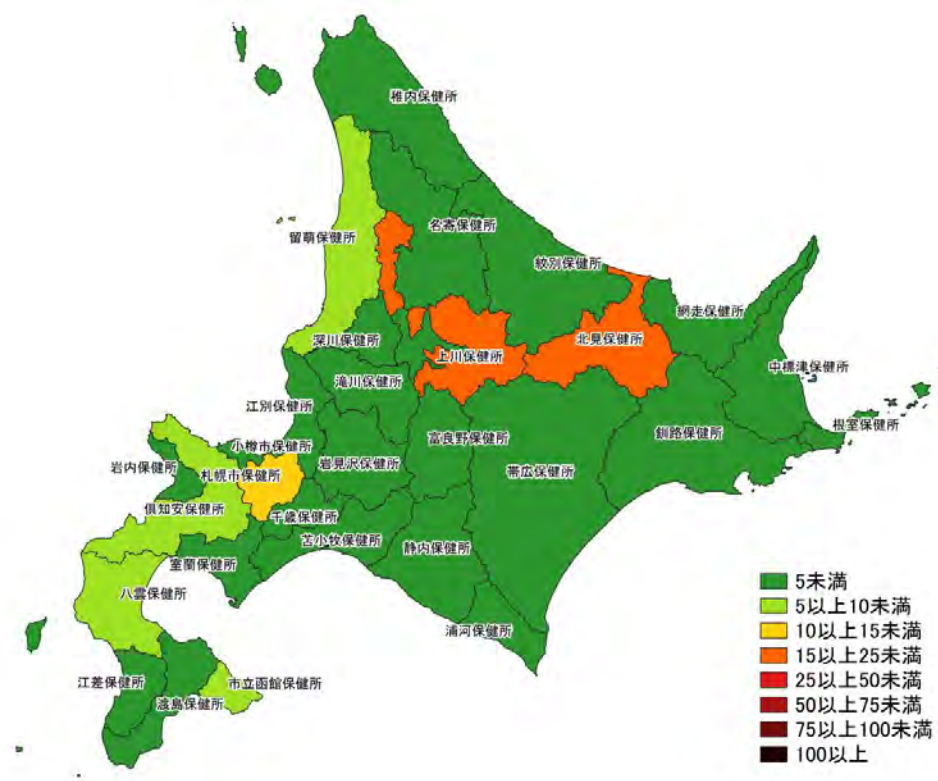 稚内保健所
名寄保健所
留萌保健所
紋別保健所
網走保健所
深川保健所
北見保健所
上川保健所
中標津保健所
滝川保健所
江別保健所
根室保健所
釧路保健所
富良野保健所
小樽市保健所
岩見沢保健所
岩内保健所
札幌市保健所
帯広保健所
倶知安保健所
千歳保健所
苫小牧保健所
静内保健所
室蘭保健所
八雲保健所
浦河保健所
江差保健所
市立函館保健所
渡島保健所
5未満
5以上10未満
10以上15未満
15以上25未満
25以上50未満
50以上75未満
75以上100未満
100以上